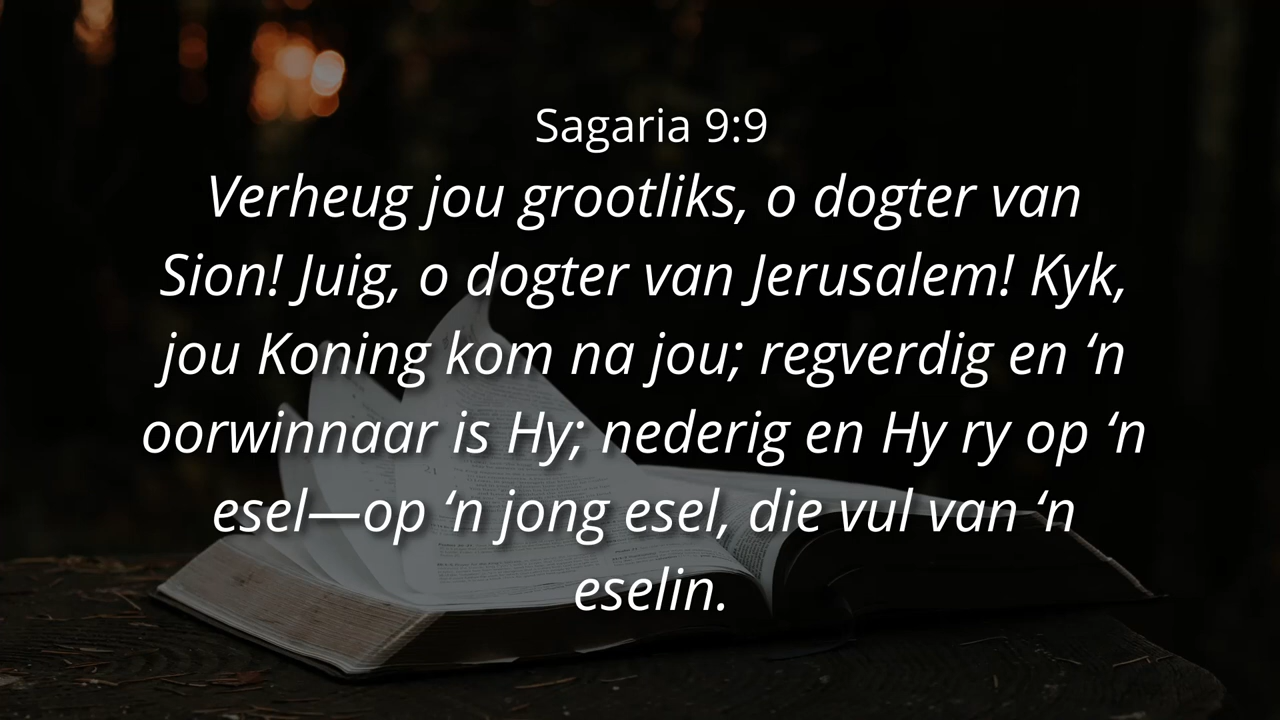 Sagaria 9:9
Verheug jou grootliks, o dogter van
Sion! Juig, o dogter van Jerusalem! Kyk,
jou Koning kom na jou; regverdig en ‘n
oorwinnaar is Hy; nederig en Hy ry op ‘n
esel—op ‘n jong esel, die vul van ‘n
eselin.